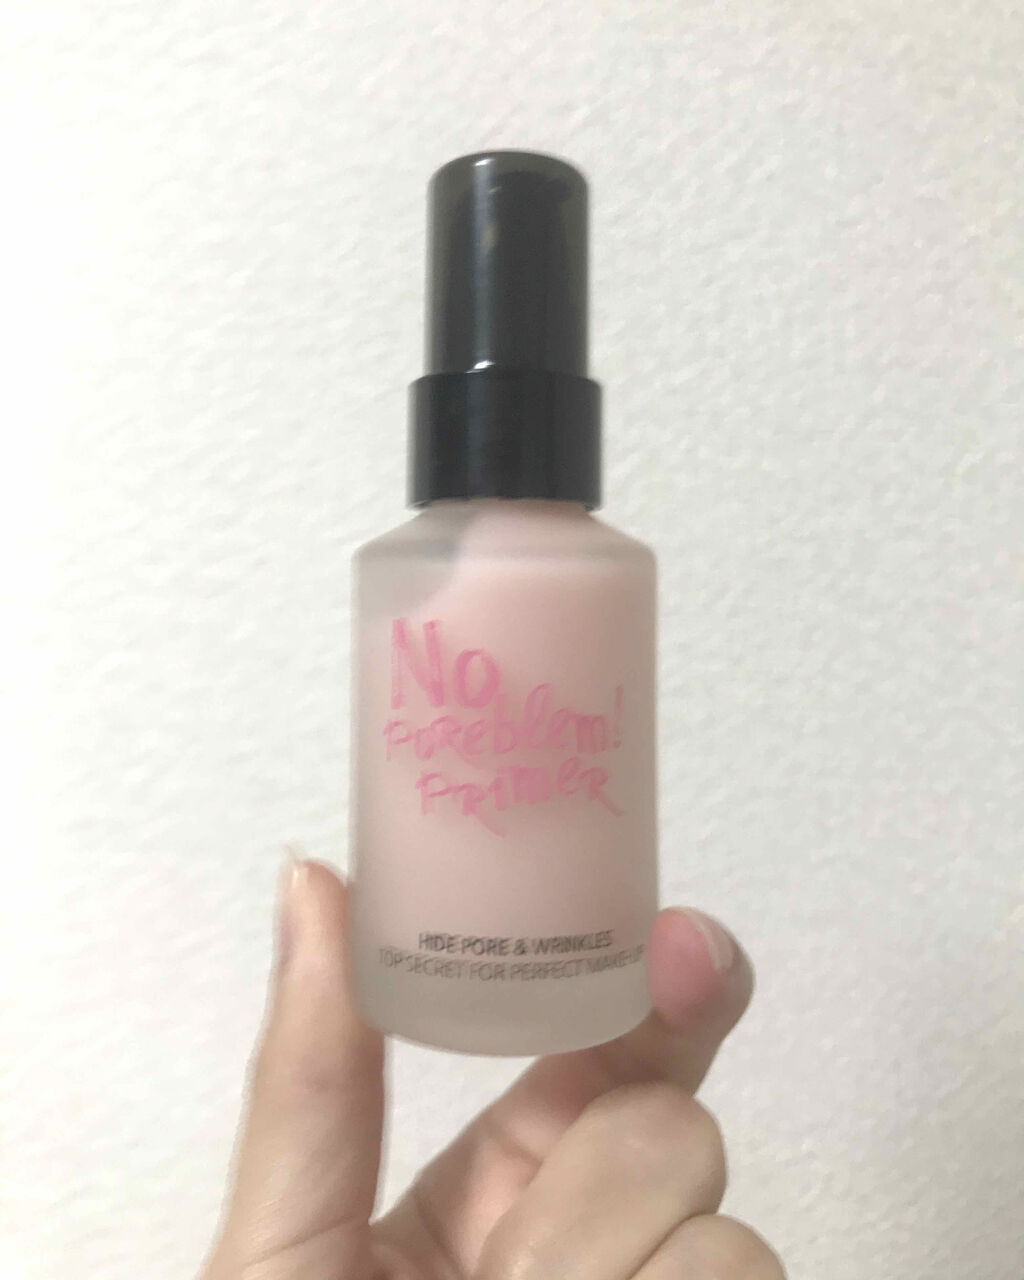 No
Poreblem!
Primer
HIDE PORE & WRINKLES
TOP SECRET FOR PERFECT MAKE-UP